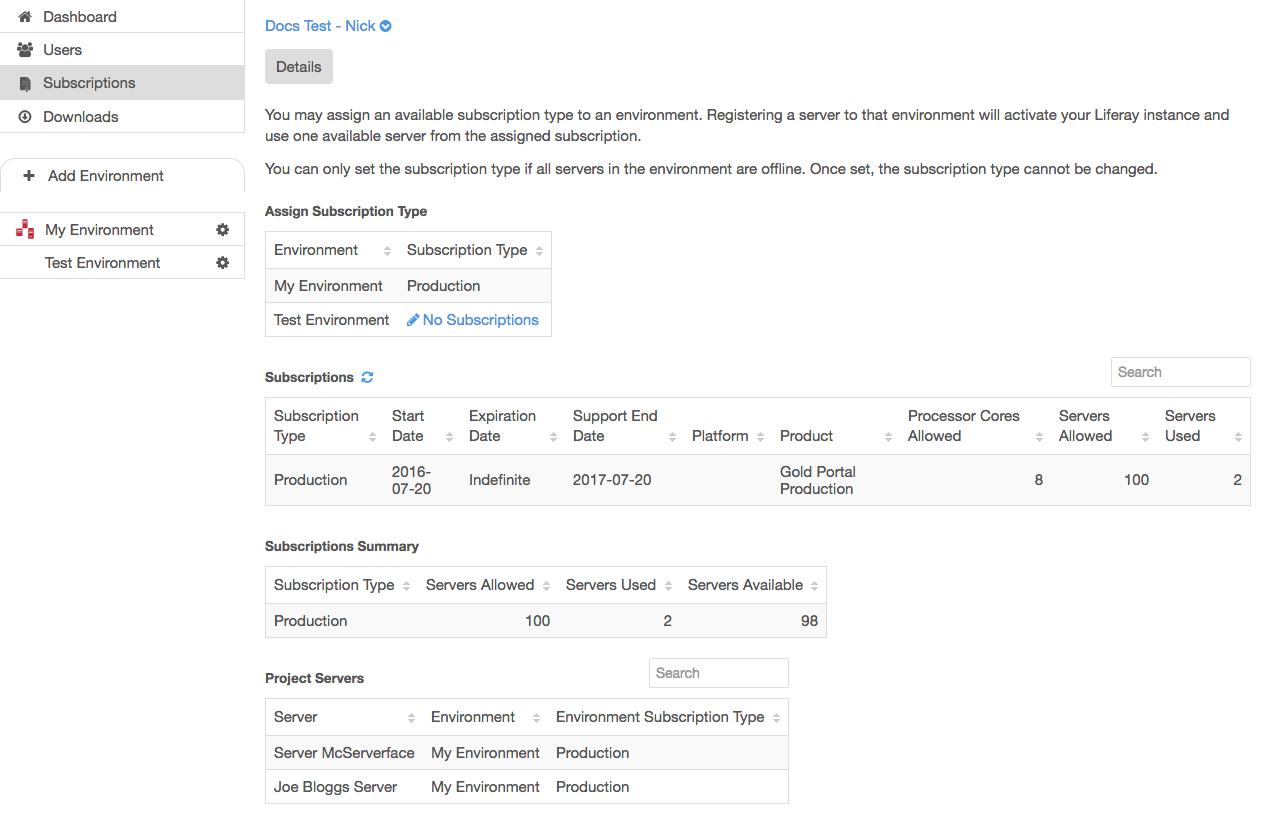 Dashboard
Users
Subscriptions
Downloads
Add Environment
My Environment
Test Environment
Docs Test - Nick
Details
You may assign an available subscription type to an environment. Registering a server to that environment will activate your Liferay instance and
use one available server from the assigned subscription.
You can only set the subscription type if all servers in the environment are offline. Once set, the subscription type cannot be changed.
Assign Subscription Type
Environment Subscription Type
My Environment Production
Test Environment No Subscriptions
Subscriptions
Search
Subscription Start Expiration Support End Processor Cores Servers Servers
Type Date Date Date Platform Product Allowed Allowed Used
Production 2016-07-20 Indefinite 2017-07-20 Gold Portal Production 8 100 2
Subscriptions Summary
Subscription Type Servers Allowed Servers Used Servers Available
Production 100 2 98
Project Servers
Search
Server Environment Environment Subscription Type
Server McServerface My Environment Production
Joe Bloggs Server My Environment Production